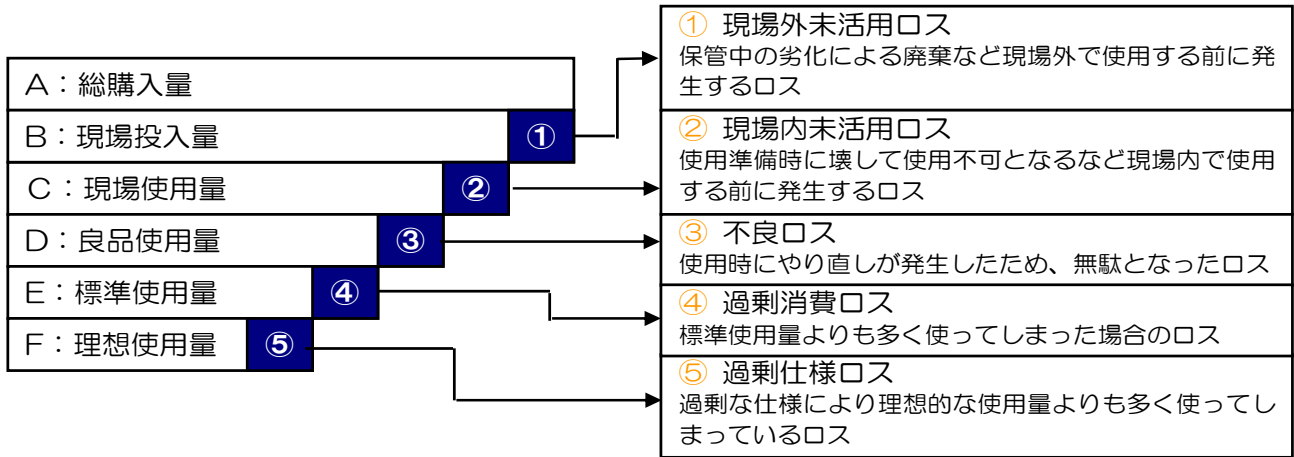 A:総購入量
B:現場投入量
①
C:現場使用量
②
D:良品使用量
③
E:標準使用量
④
F:理想使用量
⑤
① 現場外未活用ロス
保管中の劣化による廃棄など現場外で使用する前に発
生するロス
② 現場内未活用ロス
使用準備時に壊して使用不可となるなど現場内で使用
する前に発生するロス
③ 不良ロス
使用時にやり直しが発生したため、無駄となったロス
④ 過剰消費ロス
標準使用量よりも多く使ってしまった場合のロス
⑤ 過剰仕様ロス
過剰な仕様により理想的な使用量よりも多く使ってし
まっているロス